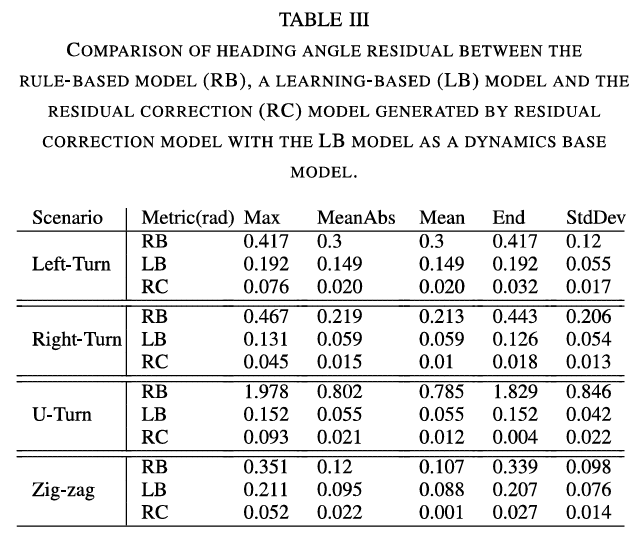 TABLE III
COMPARISON OF HEADING ANGLE RESIDUAL BETWEEN THE
RULE-BASED MODEL (RB), A LEARNING-BASED (LB) MODEL AND THE
RESIDUAL CORRECTION (RC) MODEL GENERATED BY RESIDUAL
CORRECTION MODEL WITH THE LB MODEL AS A DYNAMICS BASE
MODEL.
Scenario Metric(rad) Max MeanAbs Mean End StdDev
RB 0.417 0.3 0.3 0.417 0.12
Left-Turn LB 0.192 0.149 0.149 0.192 0.055
RC 0.076 0.020 0.020 0.032 0.017
RB 0.467 0.219 0.213 0.443 0.206
Right-Turn LB 0.131 0.059 0.059 0.126 0.054
RC 0.045 0.015 0.01 0.018 0.013
RB 1.978 0.802 0.785 1.829 0.846
U-Turn LB 0.152 0.055 0.055 0.152 0.042
RC 0.093 0.021 0.012 0.004 0.022
RB 0.351 0.12 0.107 0.339 0.098
Zig-zag LB 0.211 0.095 0.088 0.207 0.076
RC 0.052 0.022 0.001 0.027 0.014